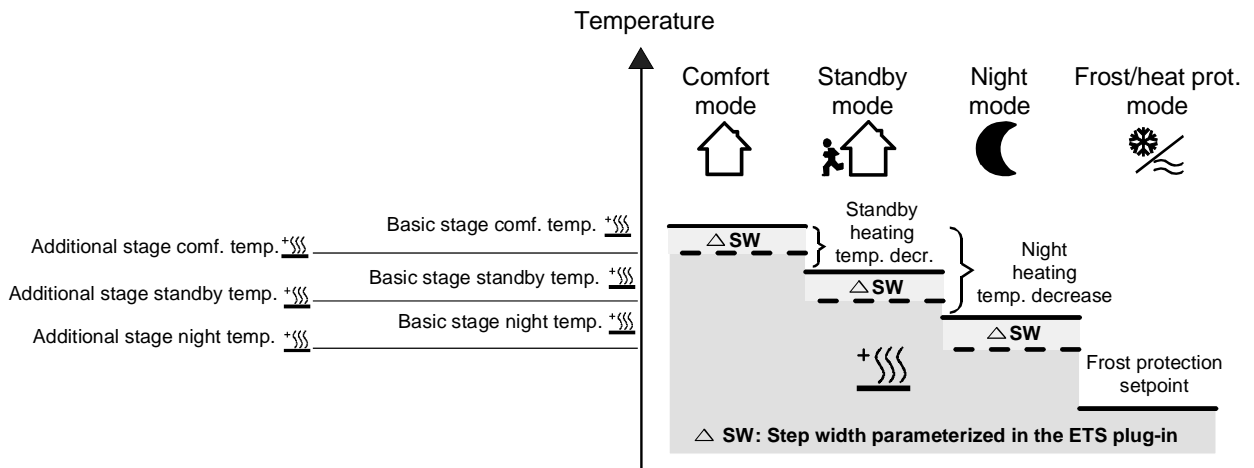 Temperature
Comfort
mode
Standby
mode
Night
mode
Frost/heat prot.
mode
Basic stage comf. temp.
Additional stage comf. temp.
Basic stage standby temp.
Additional stage standby temp.
Basic stage night temp.
Additional stage night temp.
△ SW
Standby
heating
temp. decr.
△ SW
Night
heating
temp. decrease
△ SW
Frost protection
setpoint
△ SW: Step width parameterized in the ETS plug-in